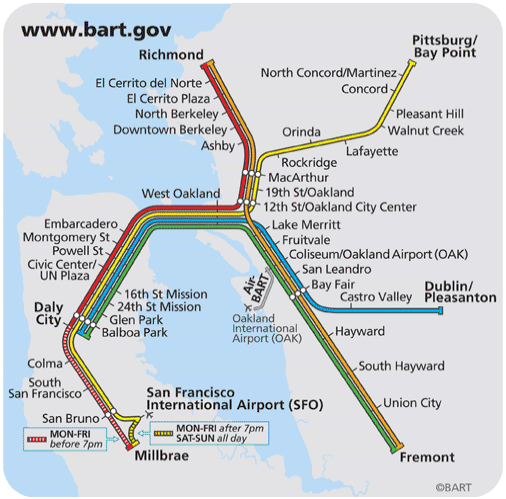 www.bart.gov
Richmond
Pittsburg/
Bay Point
El Cerrito del Norte
El Cerrito Plaza
North Berkeley
Downtown Berkeley
Ashby
North Concord/Martinez
Concord
Pleasant Hill
Walnut Creek
Lafayette
Orinda
Rockridge
MacArthur
19th St/Oakland
12th St/Oakland City Center
West Oakland
Lake Merritt
Fruitvale
Coliseum/Oakland Airport (OAK)
San Leandro
Bay Fair
Castro Valley
Dublin/
Pleasanton
Embarcadero
Montgomery St
Powell St
Civic Center/
UN Plaza
16th St Mission
24th St Mission
Glen Park
Balboa Park
Daly
City
Air
BART
Oakland
International
Airport (OAK)
Hayward
South Hayward
Union City
Fremont
Colma
South
San Francisco
San Bruno
San Francisco
International Airport (SFO)
MON-FRI
before 7pm
MON-FRI after 7pm
SAT-SUN all day
Millbrae
©BART